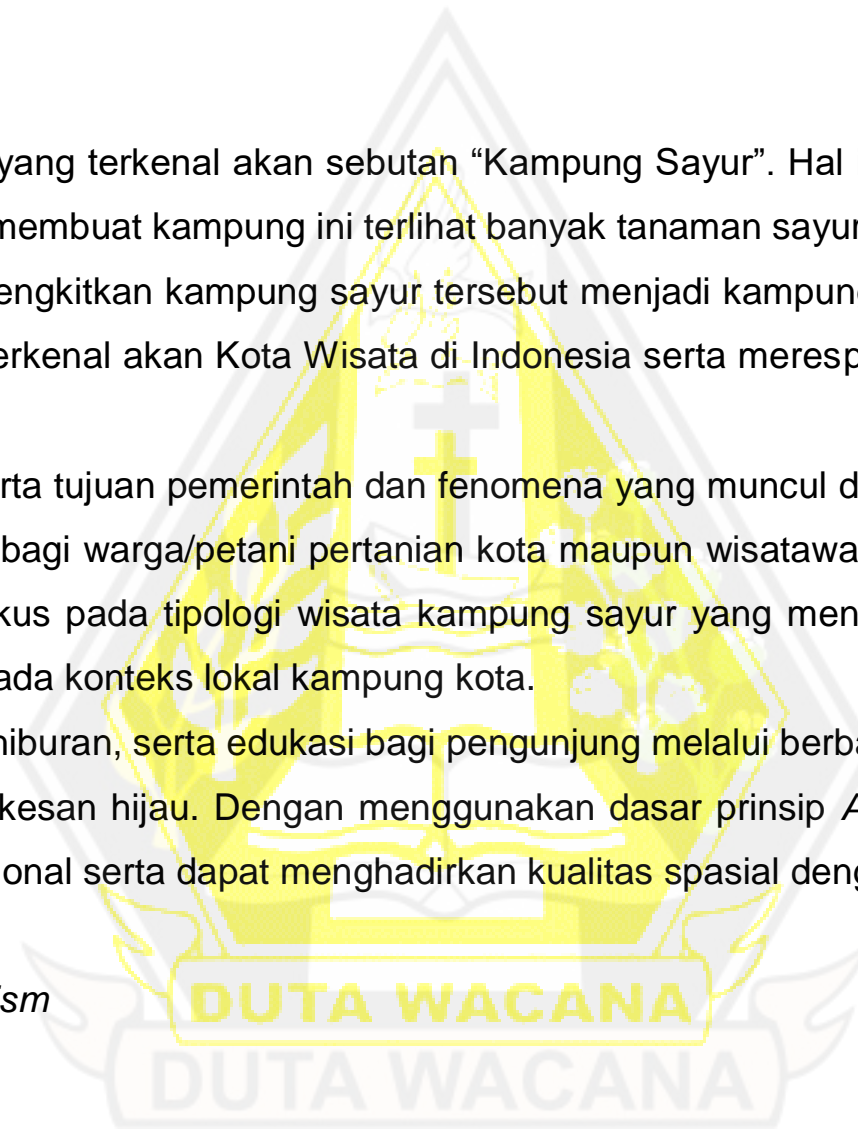 yang terkenal akan sebutan “Kampung Sayur”. Hal
membuat kampung ini terlihat banyak tanaman sayur
engkitkan kampung sayur tersebut menjadi kampung
erkenal akan Kota Wisata di Indonesia serta meresp
rta tujuan pemerintah dan fenomena yang muncul d
bagi warga/petani pertanian kota maupun wisatawa
kus pada tipologi wisata kampung sayur yang men
ada konteks lokal kampung kota.
hiburan, serta edukasi bagi pengunjung melalui berba
kesan hijau. Dengan menggunakan dasar prinsip A
ional serta dapat menghadirkan kualitas spasial deng
ism
DUTA WACANA
DUTA WACANA